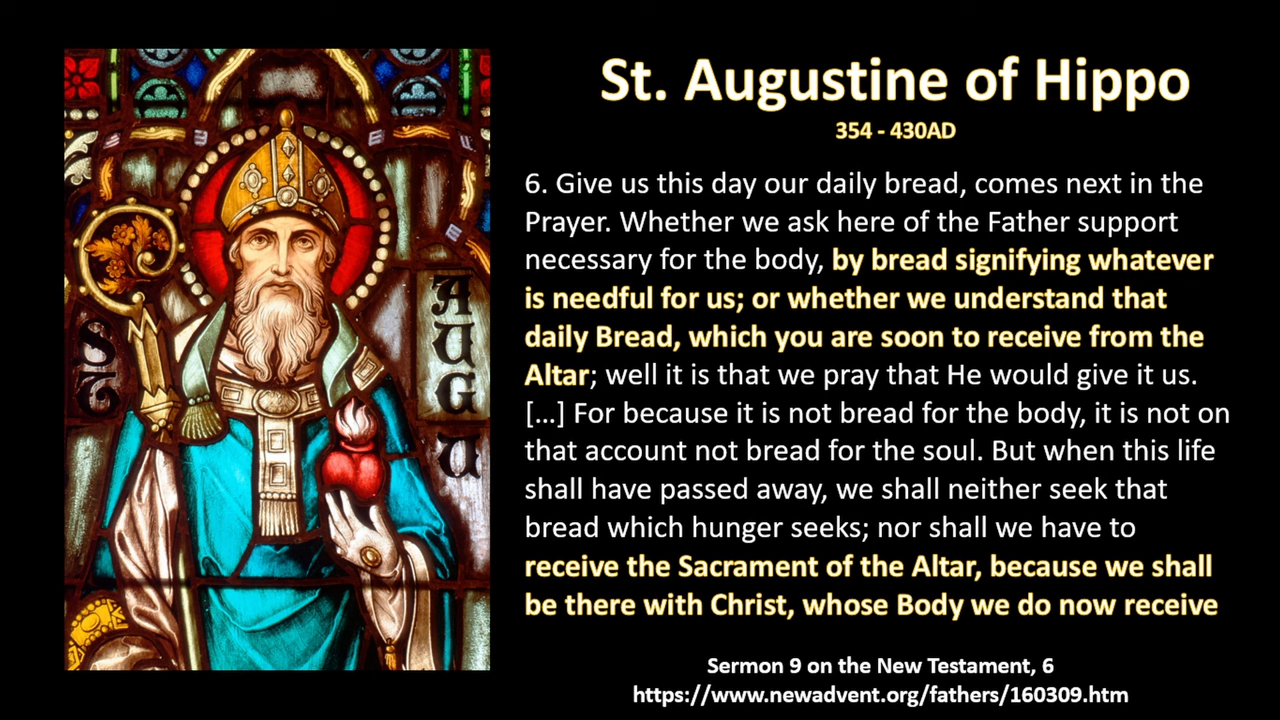 St. Augustine of Hippo
354 - 430AD
6. Give us this day our daily bread, comes next in the
Prayer. Whether we ask here of the Father support
necessary for the body, by bread signifying whatever
is needful for us; or whether we understand that
daily Bread, which you are soon to receive from the
Altar; well it is that we pray that He would give it us.
[…] For because it is not bread for the body, it is not on
that account not bread for the soul. But when this life
shall have passed away, we shall neither seek that
bread which hunger seeks; nor shall we have to
receive the Sacrament of the Altar, because we shall
be there with Christ, whose Body we do now receive
Sermon 9 on the New Testament, 6
https://www.newadvent.org/fathers/160309.htm
ST
AUGU